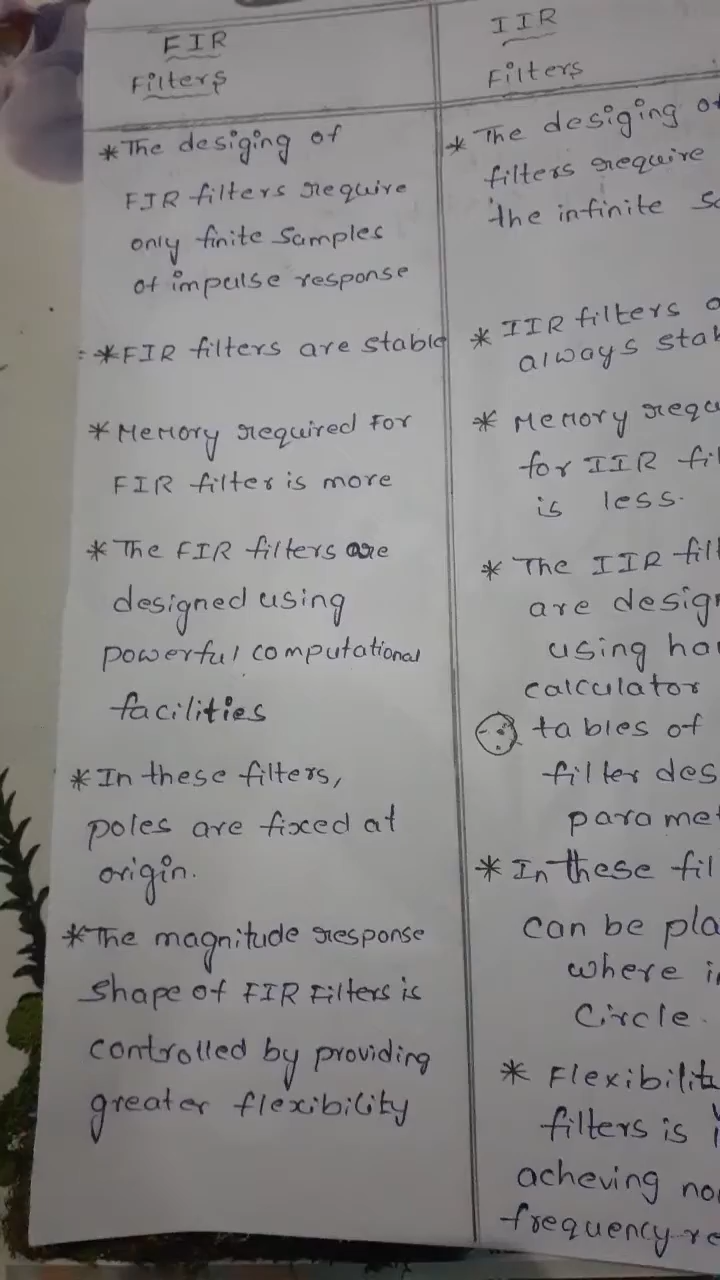 FIR
Filters
* The desiging of
FIR filters require
only finite samples
of impulse response
* FIR filters are stable
* Memory required For
FIR filter is more
* The FIR filters are
designed using
powerful computational
facilities
* In these filters,
poles are fixed at
origin.
* The magnitude response
shape of FIR Filters is
controlled by providing
greater flexibility
IIR
Filters
* The desiging of
filters require
the infinite
* IIR filters
always
* Memory
for IIR
is less.
* The IIR
are
using
calculator
tables of
filter
* In these
can be
where
circle.
*
filters is
acheving